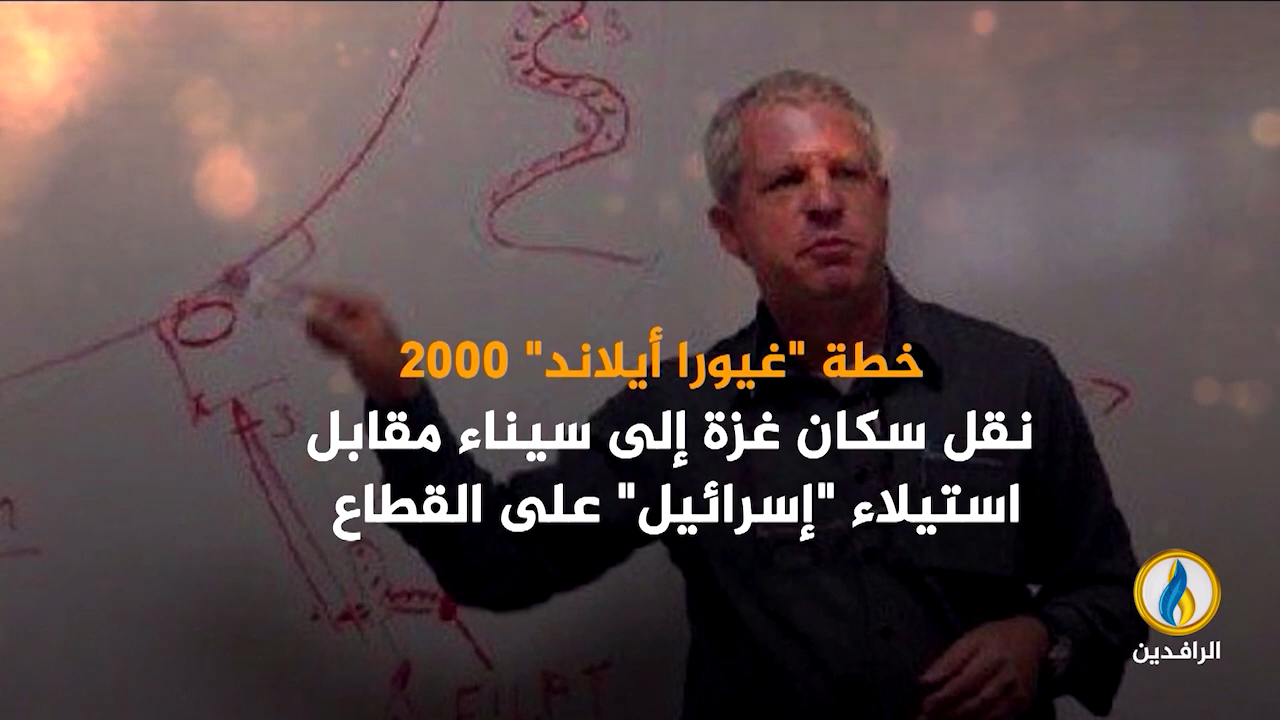 خطة "غيورا أيلاند" 2000
نقل سكان غزة إلى سيناء مقابل
استيلاء "إسرائيل" على القطاع
الرافدين